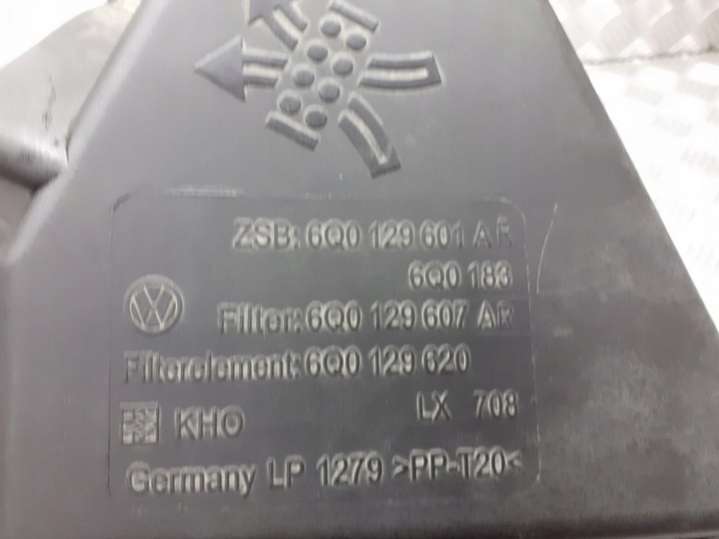 ZSB: 6Q0 129 601 AR
6Q0 183
Filter: 6Q0 129 607 AR
Filterelement: 6Q0 129 620
KHO LX 708
Germany LP 1279 >PP-T20<